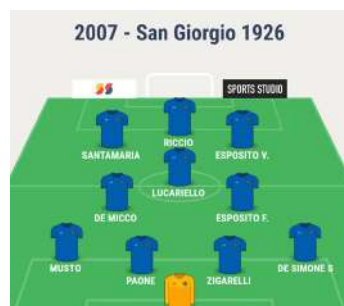 2007 - San Giorgio 1926
SPORTS STUDIO
RICCIO
SANTAMARIA
ESPOSITO V.
LUCARIELLO
DE MICCO
ESPOSITO F.
MUSTO
PAONE
ZIGARELLI
DE SIMONE S